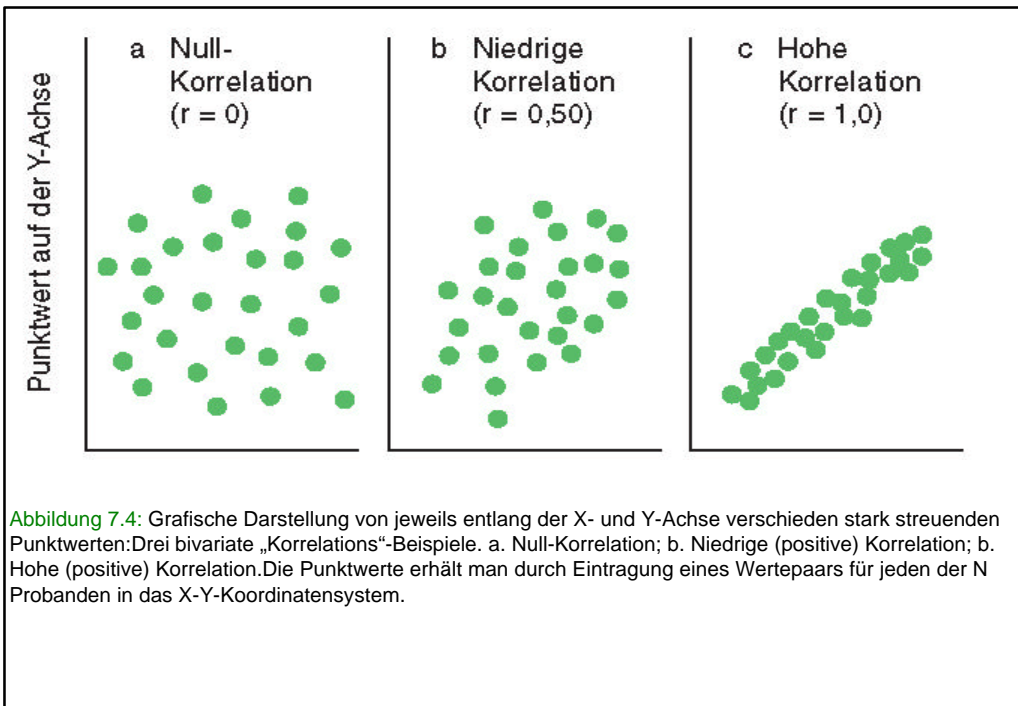 Punktwert auf der Y-Achse
a Null-
Korrelation
(r = 0)
b Niedrige
Korrelation
(r = 0,50)
c Hohe
Korrelation
(r = 1,0)
Abbildung 7.4: Grafische Darstellung von jeweils entlang der X- und Y-Achse verschieden stark streuenden
Punktwerten:Drei bivariate „Korrelations“-Beispiele. a. Null-Korrelation; b. Niedrige (positive) Korrelation; b.
Hohe (positive) Korrelation.Die Punktwerte erhält man durch Eintragung eines Wertepaars für jeden der N
Probanden in das X-Y-Koordinatensystem.